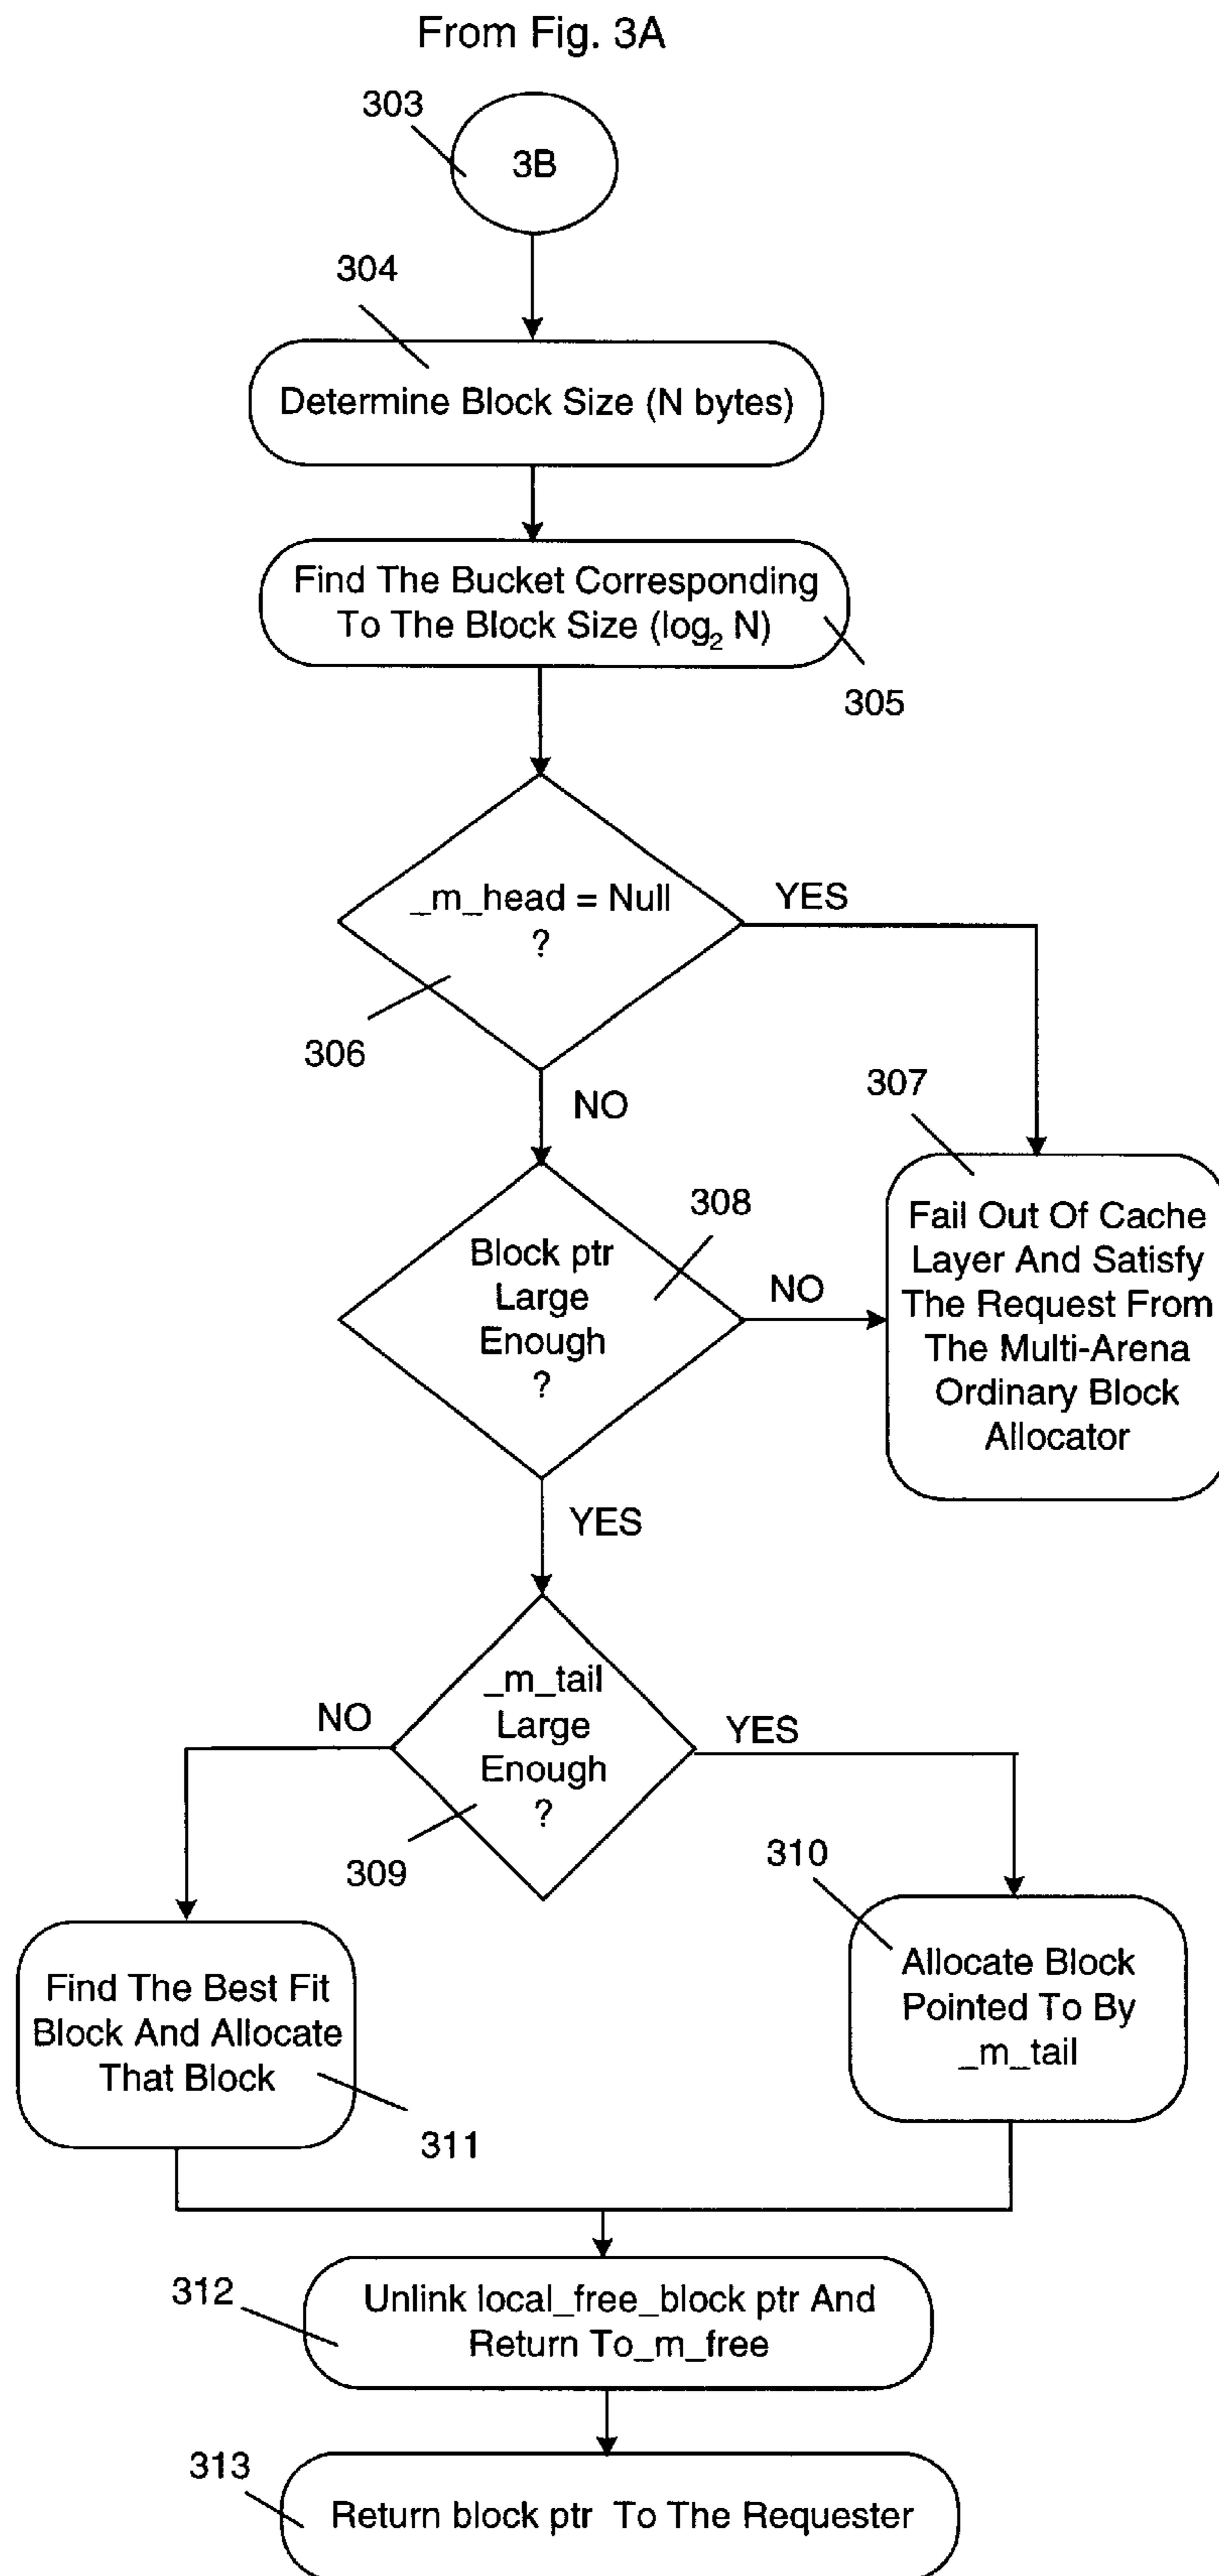 From Fig. 3A
303
3B
304
Determine Block Size (N bytes)
Find The Bucket Corresponding
To The Block Size (log₂ N)
305
_m_head = Null
?
YES
306
NO
307
308
Block ptr
Large
Enough
?
NO
Fail Out Of Cache
Layer And Satisfy
The Request From
The Multi-Arena
Ordinary Block
Allocator
YES
_m_tail
Large
Enough
?
NO
YES
309
310
Find The Best Fit
Block And Allocate
That Block
311
Allocate Block
Pointed To By
_m_tail
312
Unlink local_free_block ptr And
Return To_m_free
313
Return block ptr To The Requester